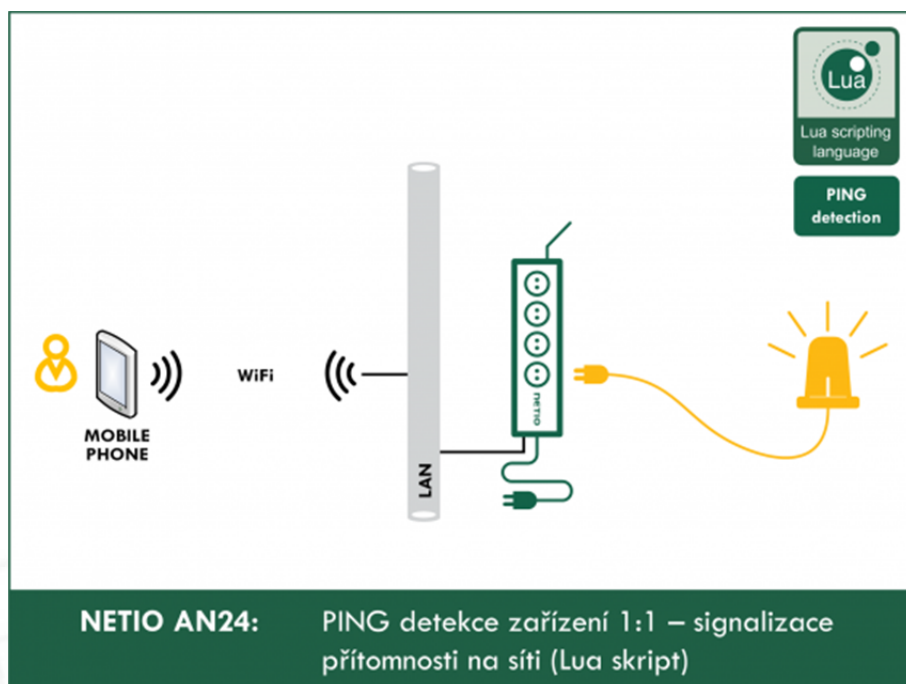 Lua
Lua scripting
language
PING
detection
WiFi
MOBILE
PHONE
NETIO
LAN
NETIO AN24:
PING detekce zařízení 1:1 – signalizace
přítomnosti na síti (Lua skript)